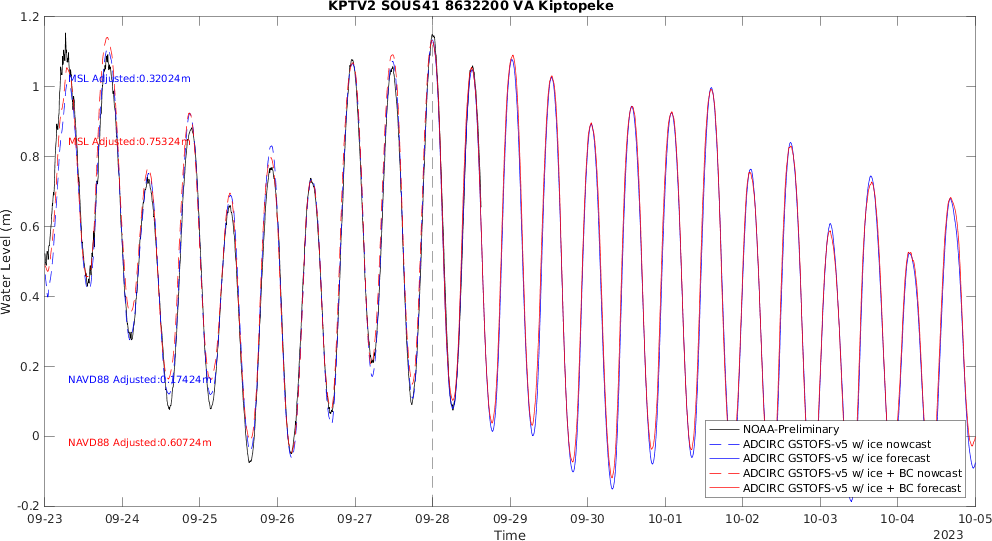 KPTV2 SOUS41 8632200 VA Kiptopeke
1.2
1
0.8
0.6
0.4
0.2
0
-0.2
Water Level (m)
MSL Adjusted:0.32024m
MSL Adjusted:0.75324m
NAVD88 Adjusted:0.17424m
NAVD88 Adjusted:0.60724m
NOAA-Preliminary
ADCIRC GSTOFS-v5 w/ ice nowcast
ADCIRC GSTOFS-v5 w/ ice forecast
ADCIRC GSTOFS-v5 w/ ice + BC nowcast
ADCIRC GSTOFS-v5 w/ ice + BC forecast
09-23 09-24 09-25 09-26 09-27 09-28 09-29 09-30 10-01 10-02 10-03 10-04 10-05
Time
2023